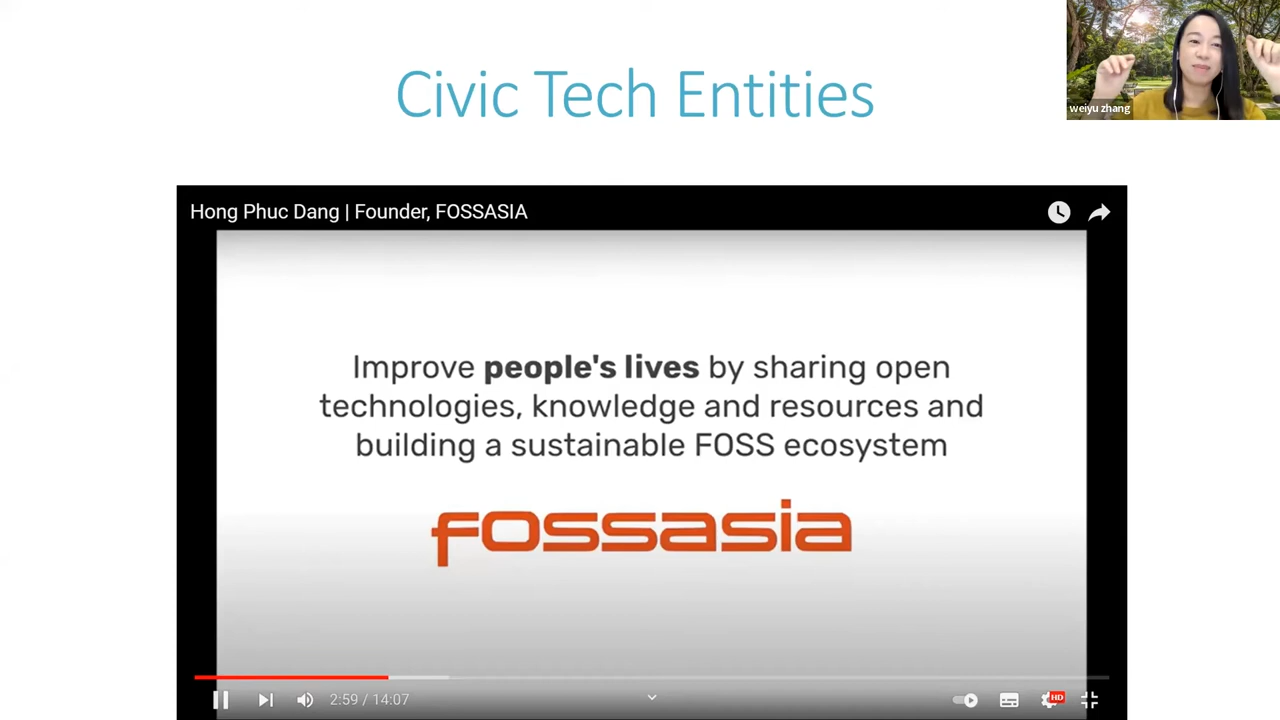 Civic Tech Entities
weiyu zhang
Hong Phuc Dang | Founder, FOSSASIA
Improve people's lives by sharing open
technologies, knowledge and resources and
building a sustainable FOSS ecosystem
fossasia
2:59 / 14:07
HD